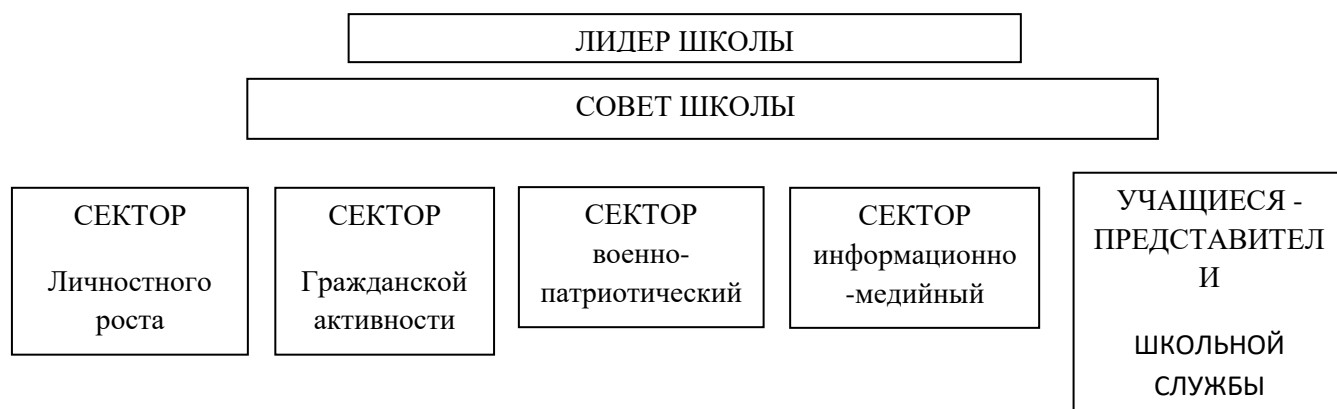 ЛИДЕР ШКОЛЫ
СОВЕТ ШКОЛЫ
СЕКТОР
Личностного
роста
СЕКТОР
Гражданской
активности
СЕКТОР
военно-
патриотический
СЕКТОР
информационно
-медийный
УЧАЩИЕСЯ -
ПРЕДСТАВИТЕЛ
И
ШКОЛЬНОЙ
СЛУЖБЫ